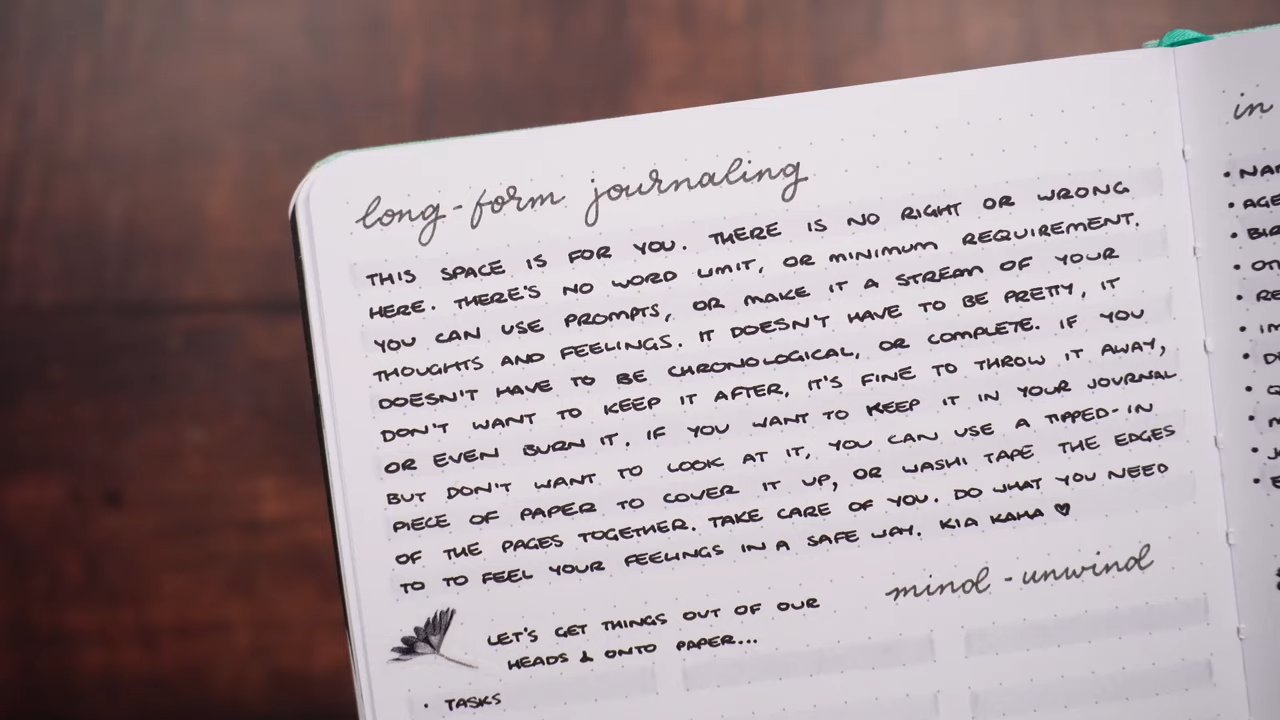 long-form journaling
THIS SPACE IS FOR YOU. THERE IS NO RIGHT OR WRONG
HERE. THERE'S NO WORD LIMIT, OR MINIMUM REQUIREMENT.
YOU CAN USE PROMPTS, OR MAKE IT A STREAM OF YOUR
THOUGHTS AND FEELINGS. IT DOESN'T HAVE TO BE PRETTY, IT
DOESN'T HAVE TO BE CHRONOLOGICAL, OR COMPLETE. IF YOU
DON'T WANT TO KEEP IT AFTER, IT'S FINE TO THROW IT AWAY,
OR EVEN BURN IT. IF YOU WANT TO KEEP IT IN YOUR JOURNAL
BUT DON'T WANT TO LOOK AT IT, YOU CAN USE A TIPPED-IN
PIECE OF PAPER TO COVER IT UP, OR WASHI TAPE THE EDGES
OF THE PAGES TOGETHER. TAKE CARE OF YOU. DO WHAT YOU NEED
TO TO FEEL YOUR FEELINGS IN A SAFE WAY. KIA KAHA ♥
mind-unwind
LET'S GET THINGS OUT OF OUR
HEADS & ONTO PAPER...
• TASKS
in